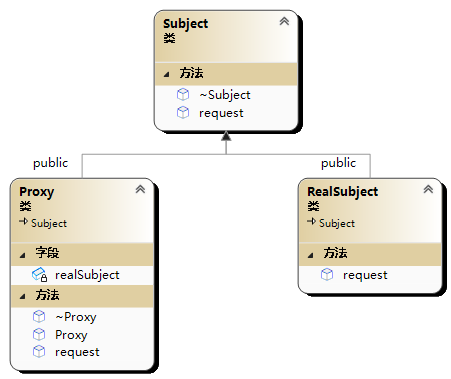 Subject
类
方法
~Subject
request
public
public
Proxy
类
Subject
字段
realSubject
方法
~Proxy
Proxy
request
RealSubject
类
Subject
方法
request